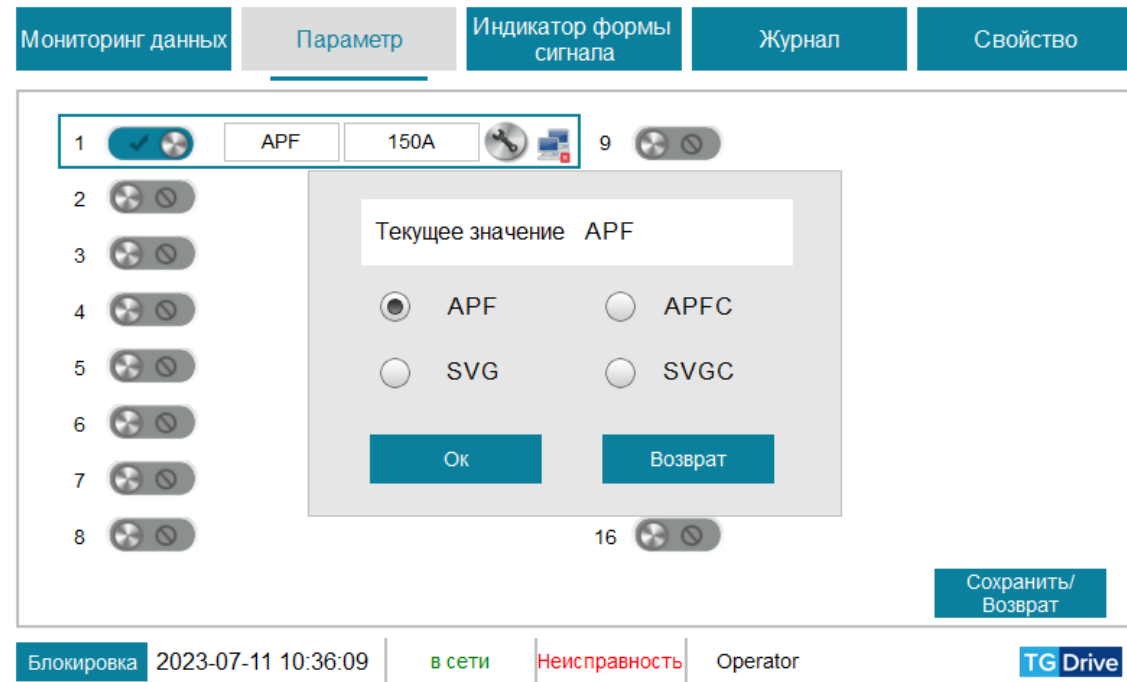 Мониторинг данных
Параметр
Индикатор формы
сигнала
Журнал
Свойство
1 APF 150A 9
2
3
4
5
6
7
8
16
Текущее значение APF
APF APFC
SVG SVGC
Ок Возврат
Сохранить/
Возврат
Блокировка 2023-07-11 10:36:09 в сети Неисправность Operator TG Drive